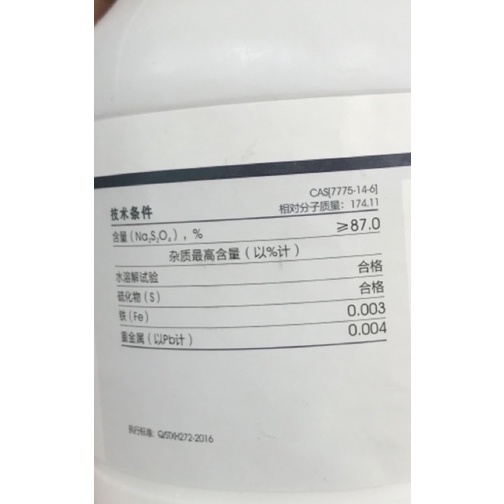 CAS[7775-14-6]
技术条件 相对分子质量：174.11
含量（Na₂S₂O₄），% ≥87.0
杂质最高含量（以%计）
水溶解试验 合格
硫化物（S） 合格
铁（Fe） 0.003
重金属（以Pb计） 0.004
执行标准：Q/STXH272-2016